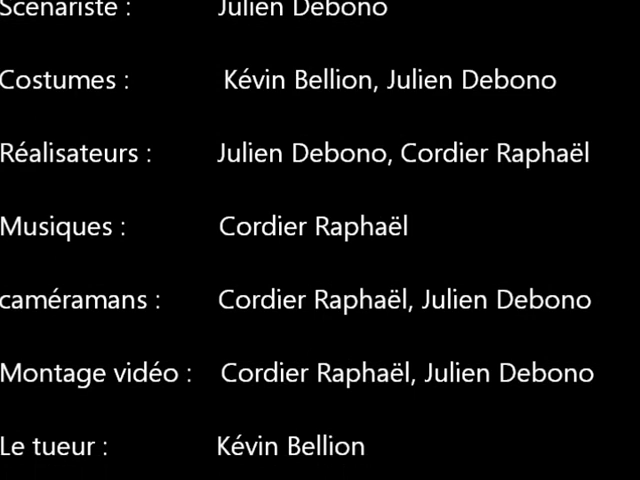 Scénariste : Julien Debono
Costumes : Kévin Bellion, Julien Debono
Réalisateurs : Julien Debono, Cordier Raphaël
Musiques : Cordier Raphaël
caméramans : Cordier Raphaël, Julien Debono
Montage vidéo : Cordier Raphaël, Julien Debono
Le tueur : Kévin Bellion